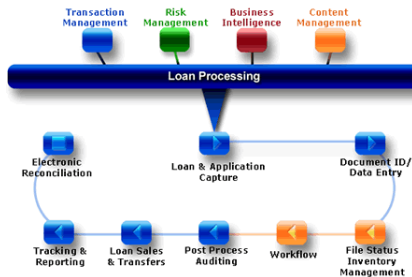 Transaction
Management
Risk
Management
Business
Intelligence
Content
Management
Loan Processing
Electronic
Reconciliation
Loan & Application
Capture
Document ID/
Data Entry
Tracking &
Reporting
Loan Sales
& Transfers
Post Process
Auditing
Workflow
File Status
Inventory
Management